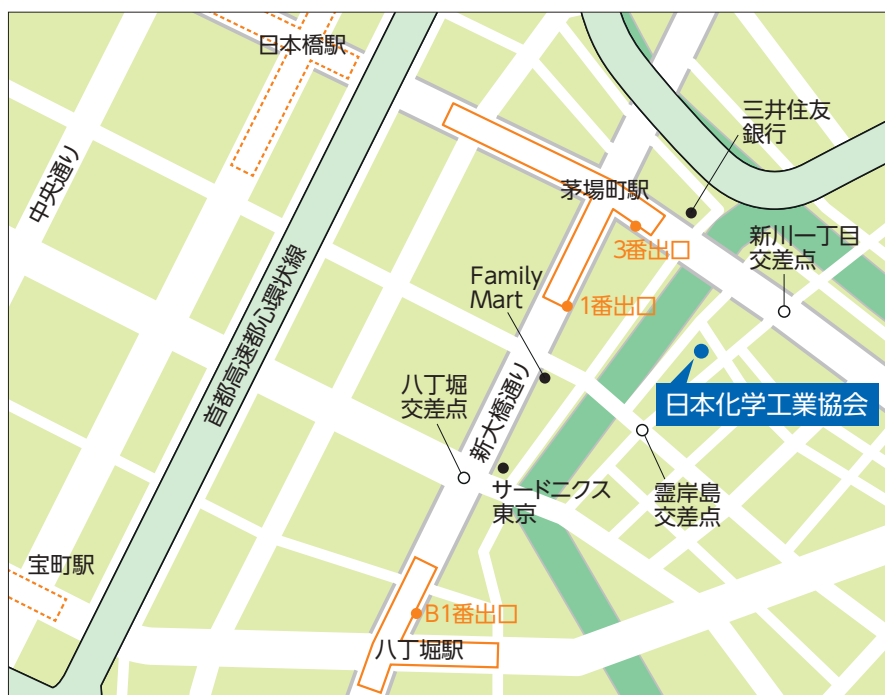 日本橋駅
中央通り
首都高速都心環状線
三井住友
銀行
茅場町駅
3番出口
新川一丁目
交差点
Family
Mart
1番出口
新大橋通り
八丁堀
交差点
日本化学工業協会
サードニクス
東京
霊岸島
交差点
宝町駅
B1番出口
八丁堀駅